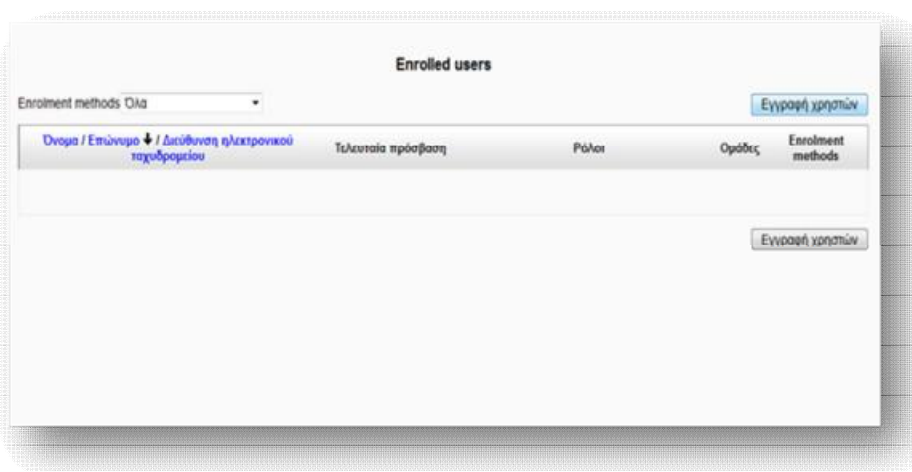 Enrolled users
Enrolment methods Όλα
Εγγραφή χρηστών
Όνομα / Επώνυμο ↓ / Διεύθυνση ηλεκτρονικού
ταχυδρομείου
Τελευταία πρόσβαση
Ρόλοι
Ομάδες
Enrolment
methods
Εγγραφή χρηστών